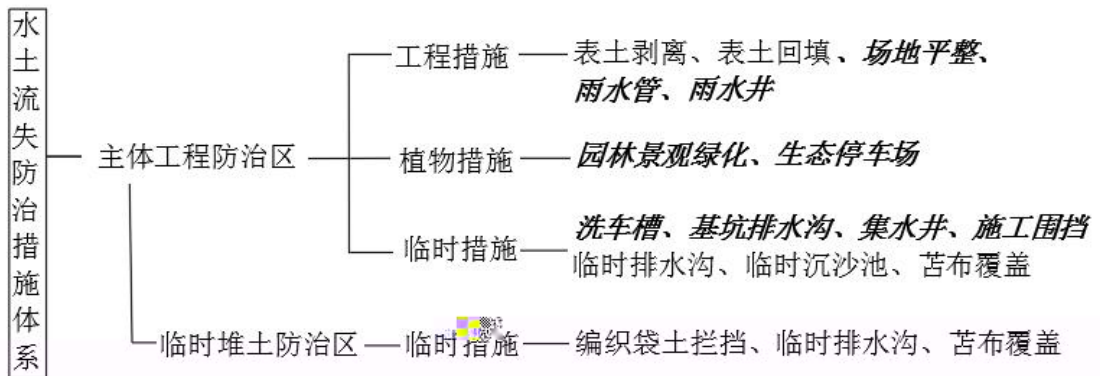 水土流失防治措施体系
主体工程防治区
工程措施
表土剥离、表土回填、场地平整、
雨水管、雨水井
植物措施
园林景观绿化、生态停车场
临时措施
洗车槽、基坑排水沟、集水井、施工围挡
临时排水沟、临时沉沙池、苫布覆盖
临时堆土防治区
临时措施
编织袋土拦挡、临时排水沟、苫布覆盖